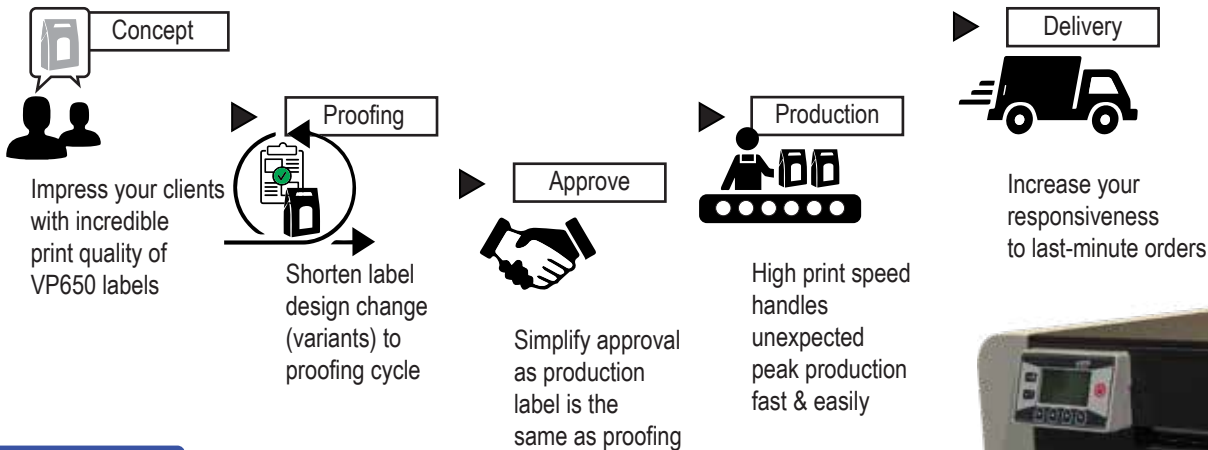 Concept
Impress your clients
with incredible
print quality of
VP650 labels
Proofing
Shorten label
design change
(variants) to
proofing cycle
Approve
Simplify approval
as production
label is the
same as proofing
Production
High print speed
handles
unexpected
peak production
fast & easily
Delivery
Increase your
responsiveness
to last-minute orders